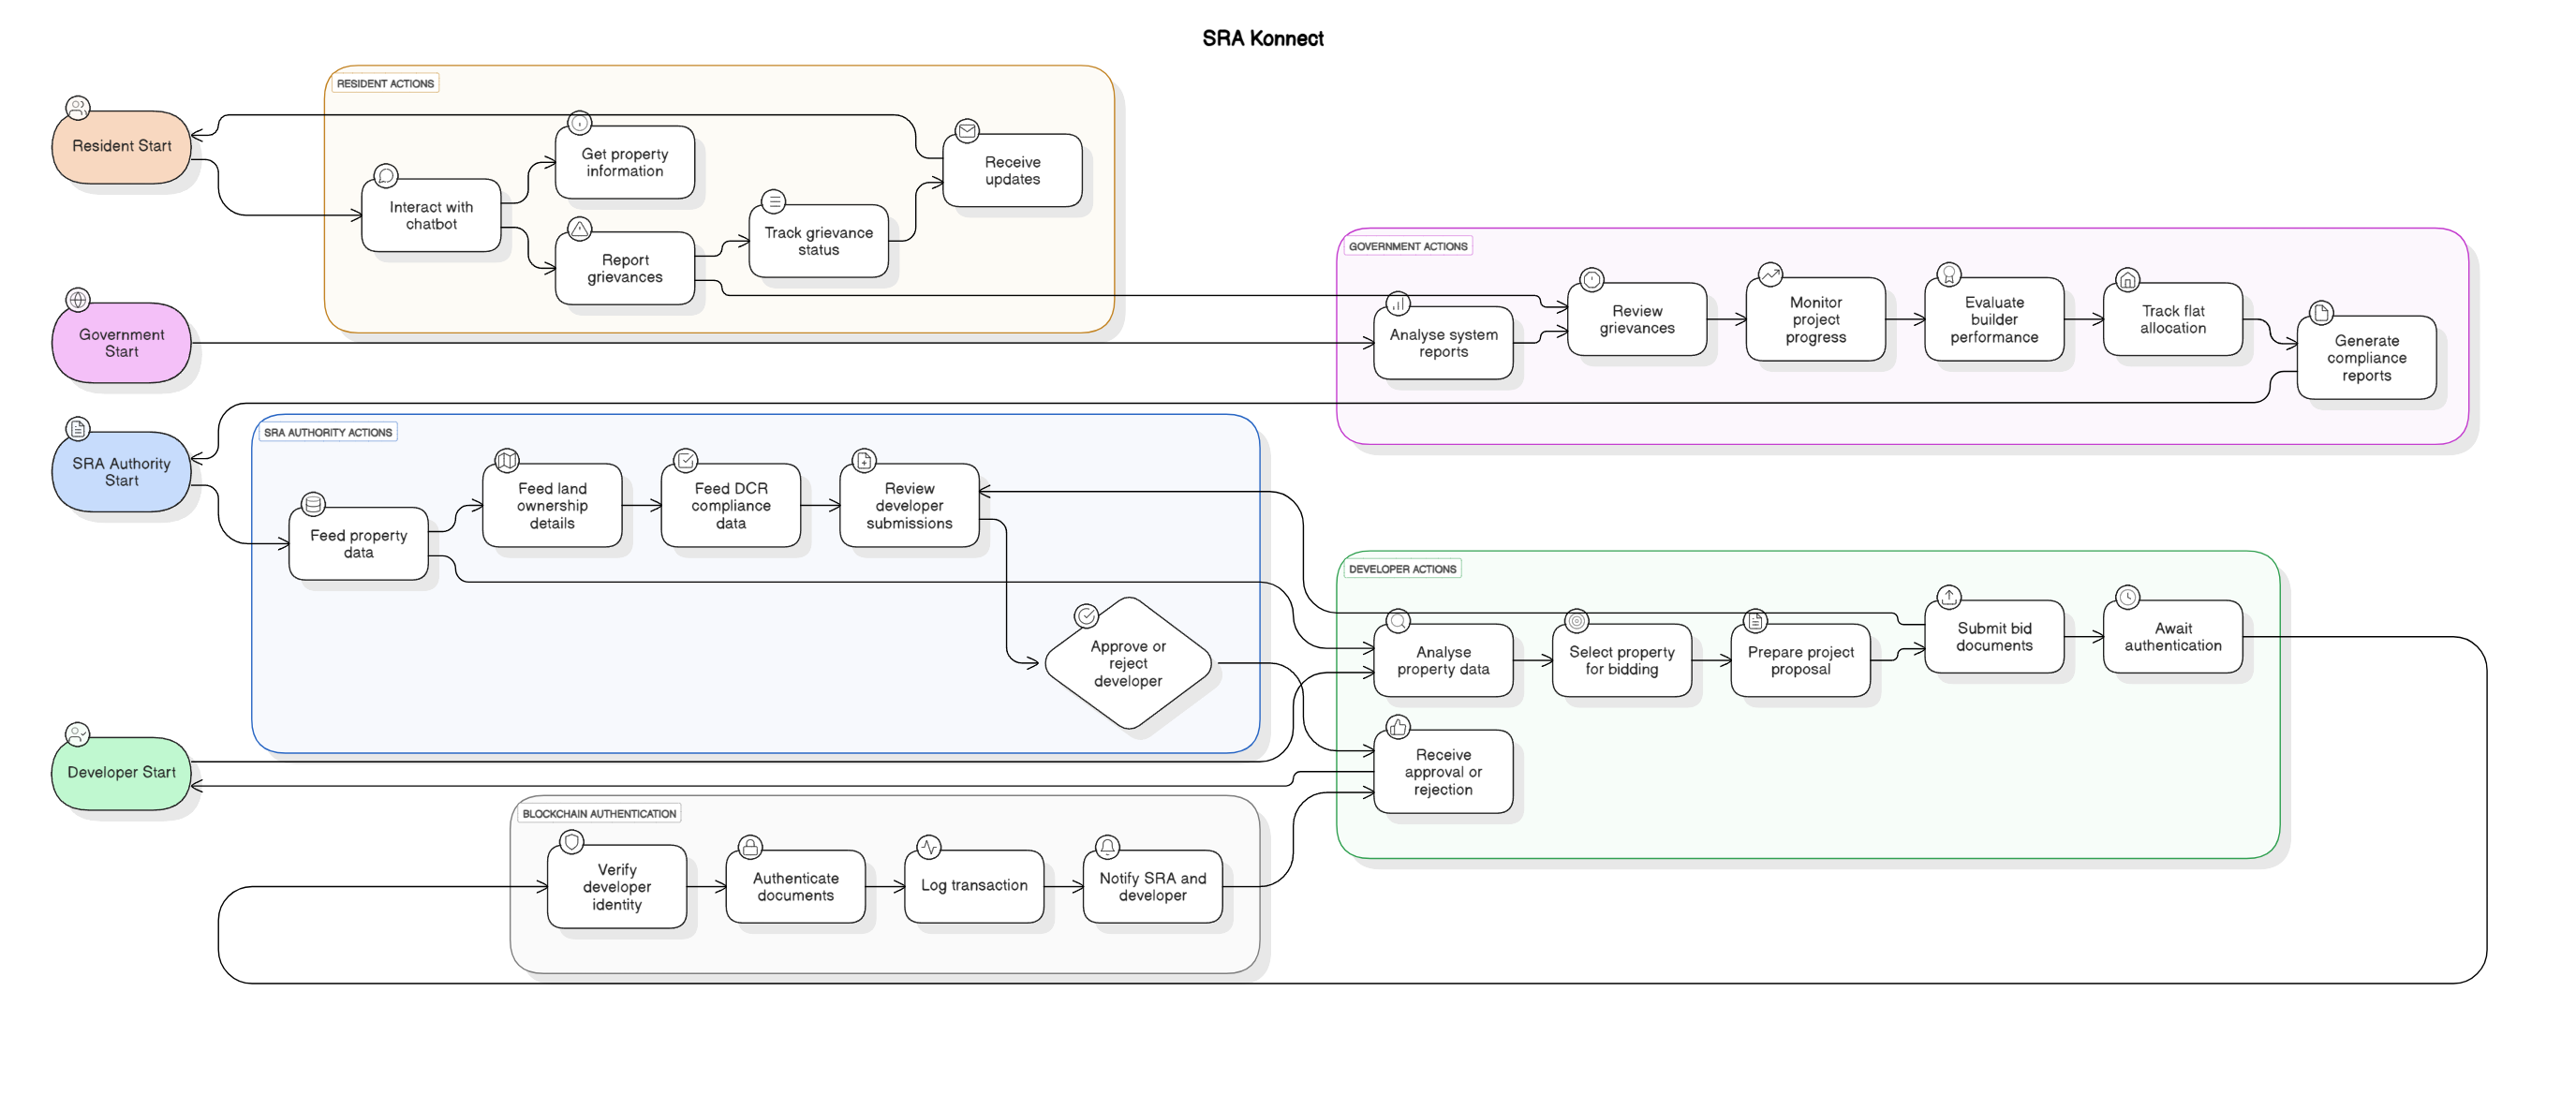 SRA Konnect
RESIDENT ACTIONS
Resident Start
Get property
information
Receive
updates
Interact with
chatbot
Track grievance
status
Report
grievances
GOVERNMENT ACTIONS
Government
Start
Analyse system
reports
Review
grievances
Monitor
project
progress
Evaluate
builder
performance
Track flat
allocation
Generate
compliance
reports
SRA AUTHORITY ACTIONS
SRA Authority
Start
Feed property
data
Feed land
ownership
details
Feed DCR
compliance
data
Review
developer
submissions
Approve or
reject
developer
DEVELOPER ACTIONS
Analyse
property data
Select property
for bidding
Prepare project
proposal
Submit bid
documents
Await
authentication
Developer Start
Receive
approval or
rejection
BLOCKCHAIN AUTHENTICATION
Verify
developer
identity
Authenticate
documents
Log transaction
Notify SRA and
developer